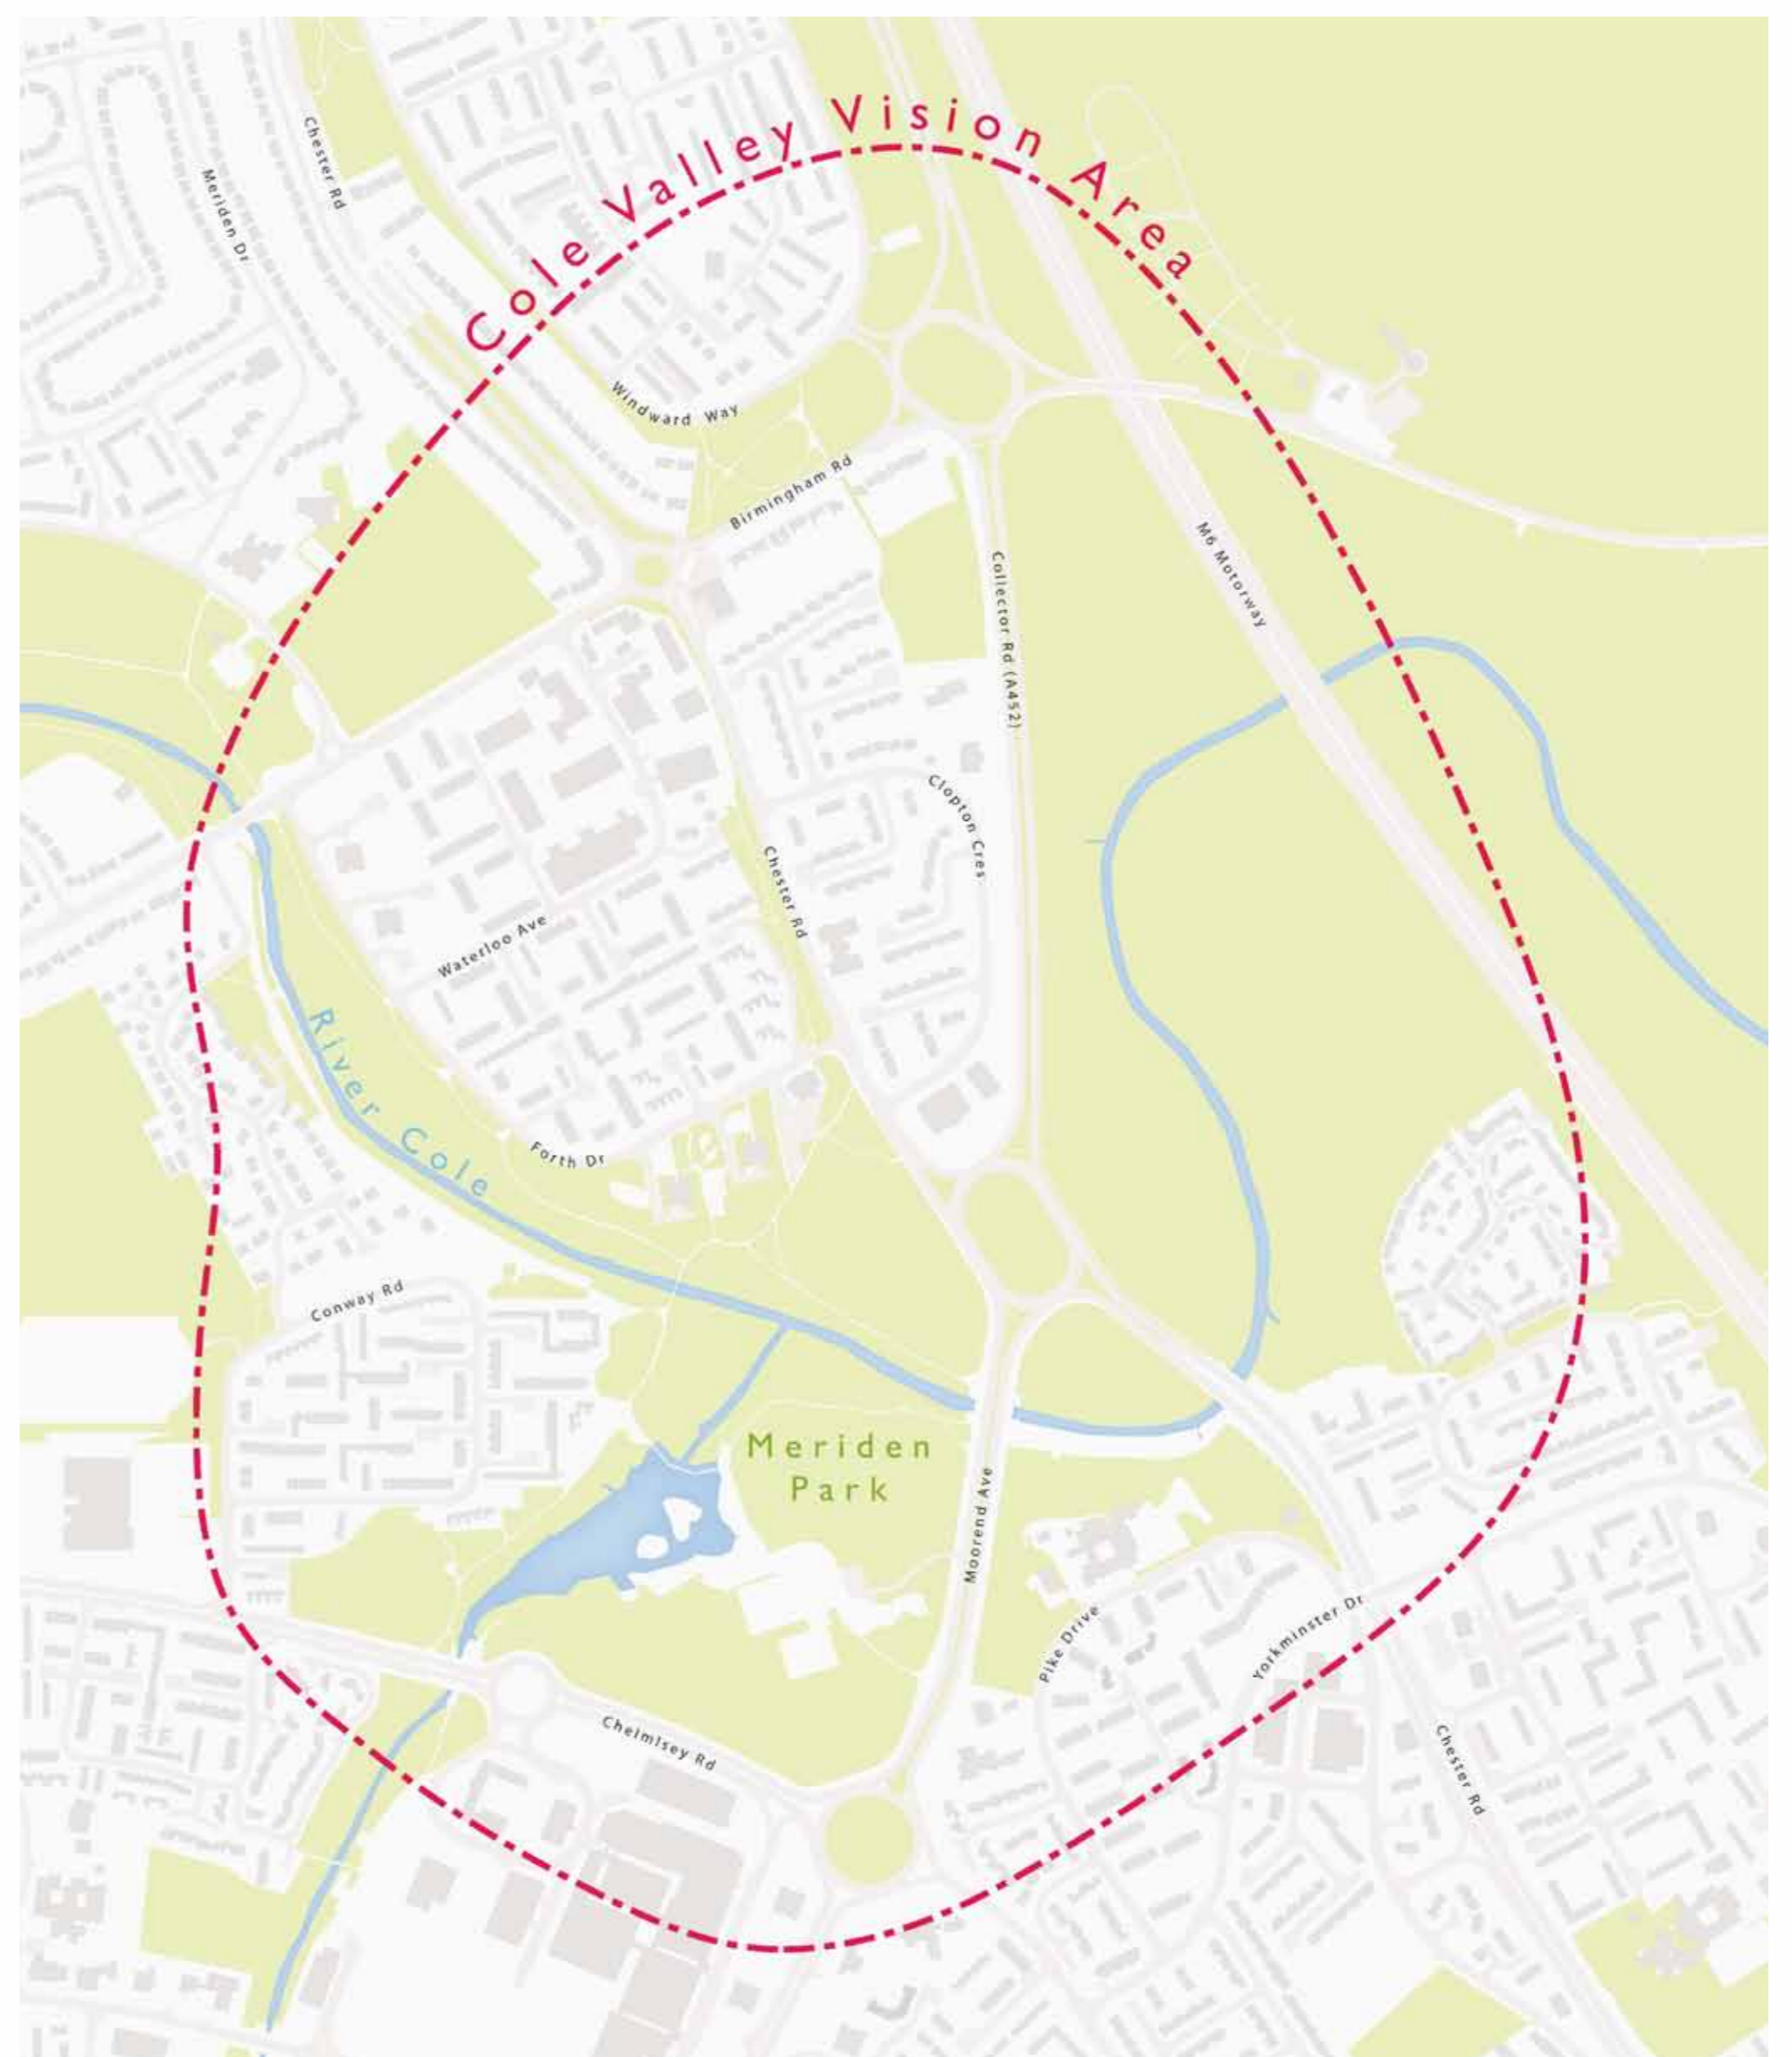 Cole Valley Vision Area
Chester Rd
Meriden Dr
Windward Way
Birmingham Rd
M6 Motorway
Collector Rd (A452)
Clopton Cres
Chester Rd
Waterloo Ave
River Cole
Forth Dr
Conway Rd
Meriden
Park
Moorend Ave
Pike Drive
Yorkminster Dr
Chelmlsey Rd
Chester Rd